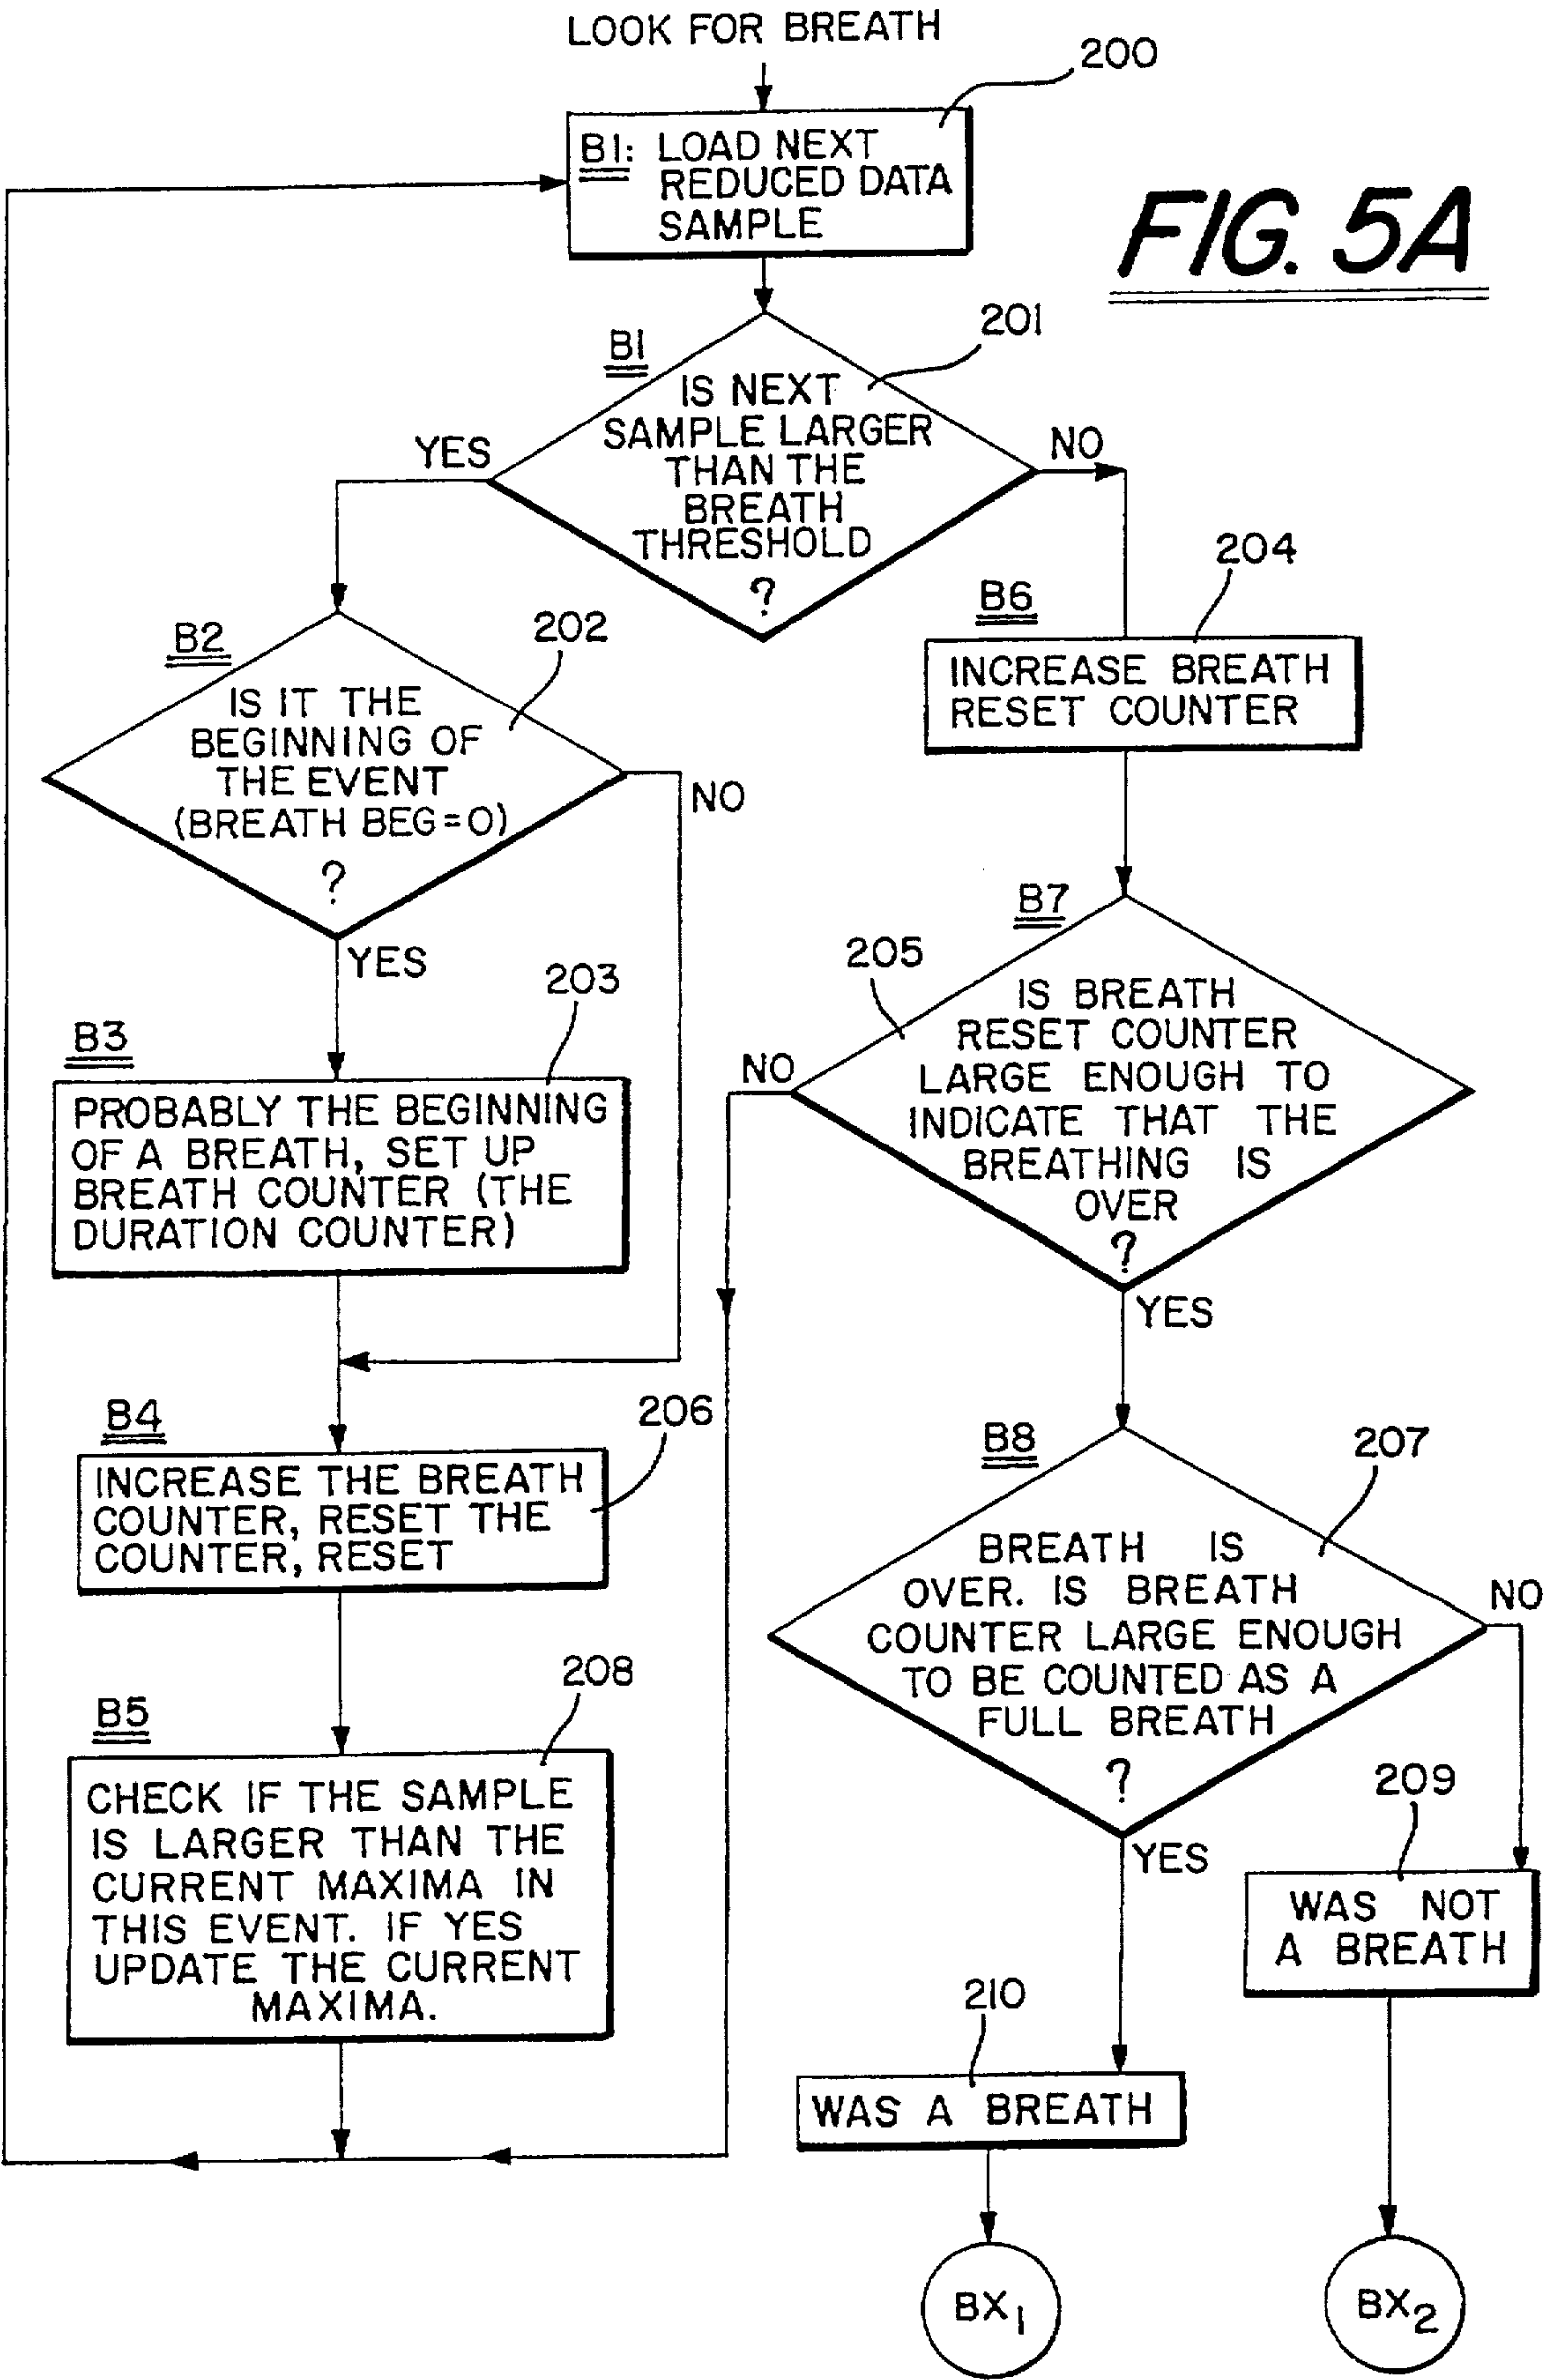 LOOK FOR BREATH
200
B1: LOAD NEXT
REDUCED DATA
SAMPLE
FIG. 5A
201
B1
IS NEXT
SAMPLE LARGER
THAN THE
BREATH
THRESHOLD
?
YES
NO
204
B6
INCREASE BREATH
RESET COUNTER
202
B2
IS IT THE
BEGINNING OF
THE EVENT
(BREATH BEG=0)
?
NO
YES
203
B3
PROBABLY THE BEGINNING
OF A BREATH, SET UP
BREATH COUNTER (THE
DURATION COUNTER)
B7
205
IS BREATH
RESET COUNTER
LARGE ENOUGH TO
INDICATE THAT THE
BREATHING IS
OVER
?
NO
YES
B4
206
INCREASE THE BREATH
COUNTER, RESET THE
COUNTER, RESET
B8
207
BREATH IS
OVER. IS BREATH
COUNTER LARGE ENOUGH
TO BE COUNTED AS A
FULL BREATH
?
NO
YES
B5
208
CHECK IF THE SAMPLE
IS LARGER THAN THE
CURRENT MAXIMA IN
THIS EVENT. IF YES
UPDATE THE CURRENT
MAXIMA.
209
WAS NOT
A BREATH
210
WAS A BREATH
BX1
BX2